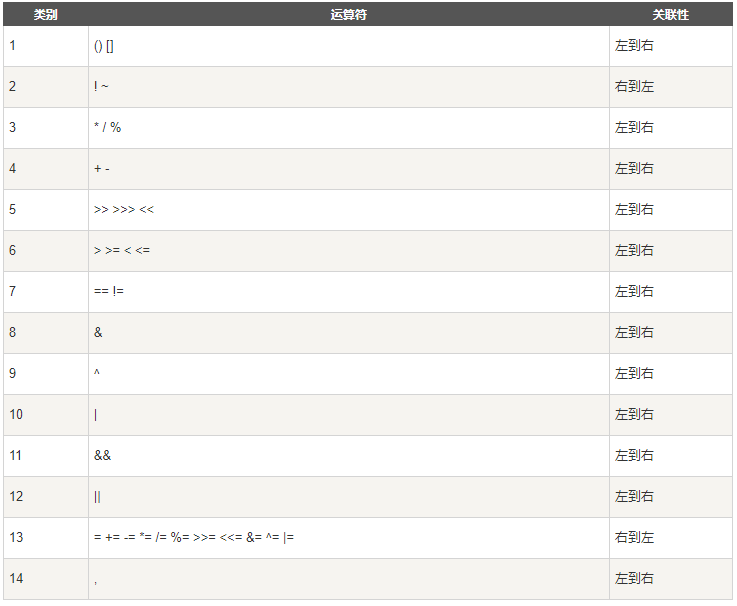 类别 运算符 关联性
1 () [] 左到右
2 ! ~ 右到左
3 * / % 左到右
4 + - 左到右
5 >> >>> << 左到右
6 > >= < <= 左到右
7 == != 左到右
8 & 左到右
9 ^ 左到右
10 | 左到右
11 && 左到右
12 || 左到右
13 = += -= *= /= %= >>= <<= &= ^= |= 右到左
14 , 左到右